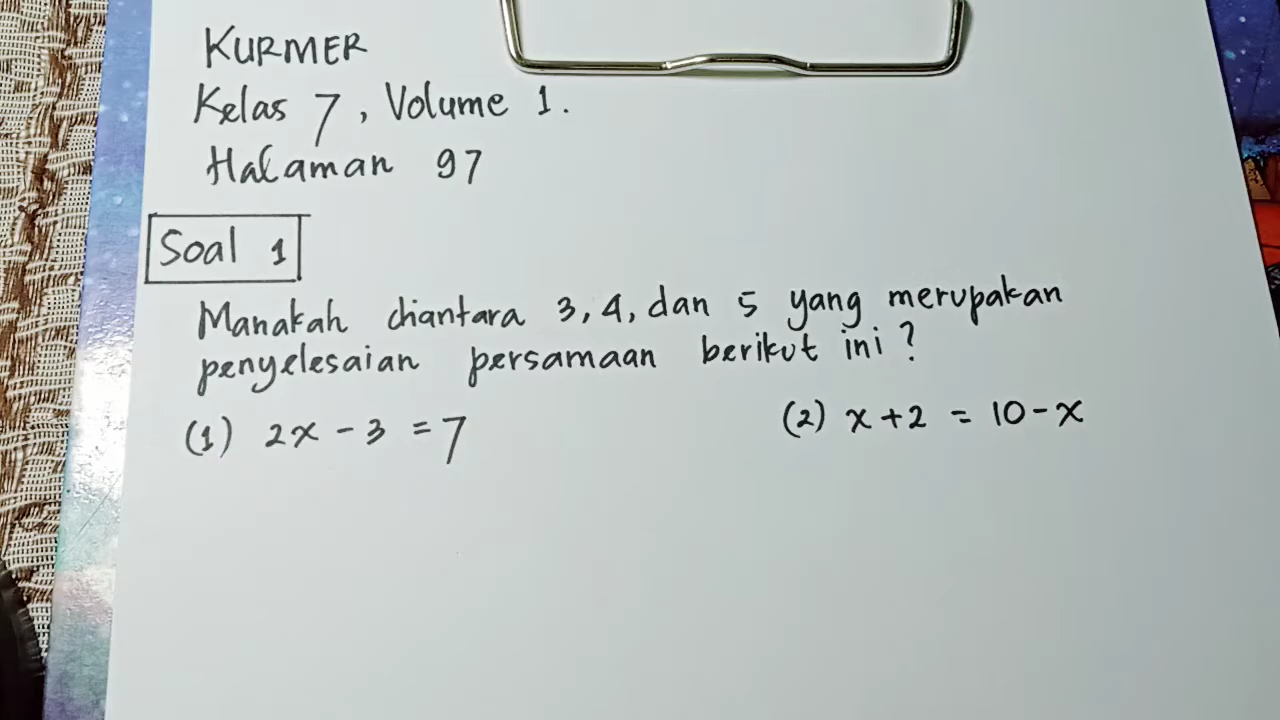 KURMER
Kelas 7, Volume 1.
Halaman 97
Soal 1
Manakah diantara 3, 4, dan 5 yang merupakan
penyelesaian persamaan berikut ini?
(1) 2x - 3 = 7 (2) x + 2 = 10 - x